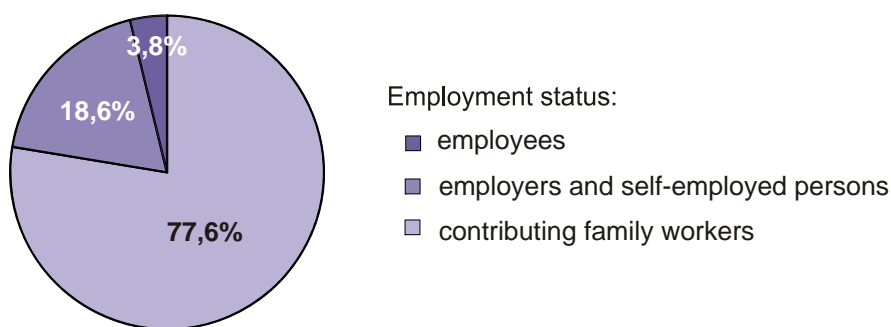 3,8%
18,6%
77,6%
Employment status:
employees
employers and self-employed persons
contributing family workers